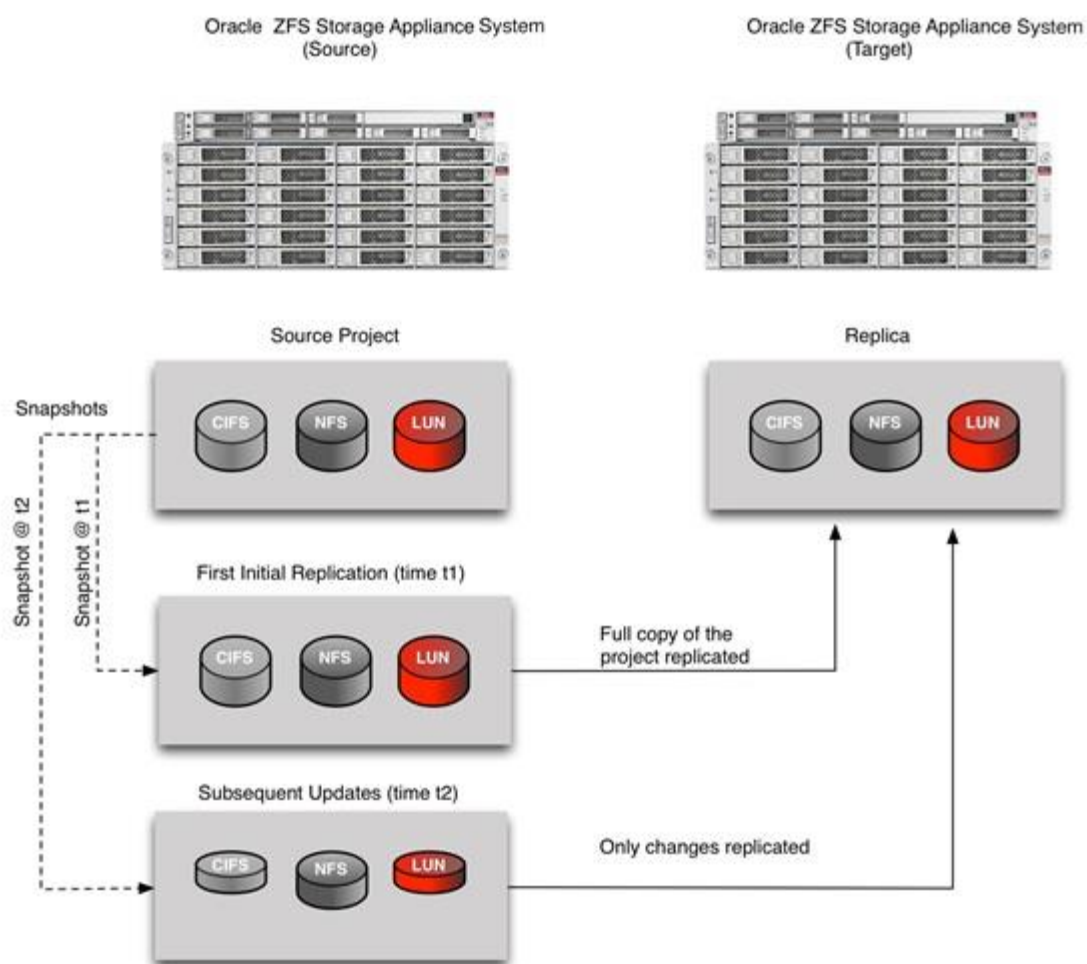 Oracle ZFS Storage Appliance System
(Source)
Oracle ZFS Storage Appliance System
(Target)
Source Project
Replica
Snapshots
CIFS
NFS
LUN
CIFS
NFS
LUN
Snapshot @ t2
Snapshot @ t1
First Initial Replication (time t1)
CIFS
NFS
LUN
Full copy of the
project replicated
Subsequent Updates (time t2)
CIFS
NFS
LUN
Only changes replicated